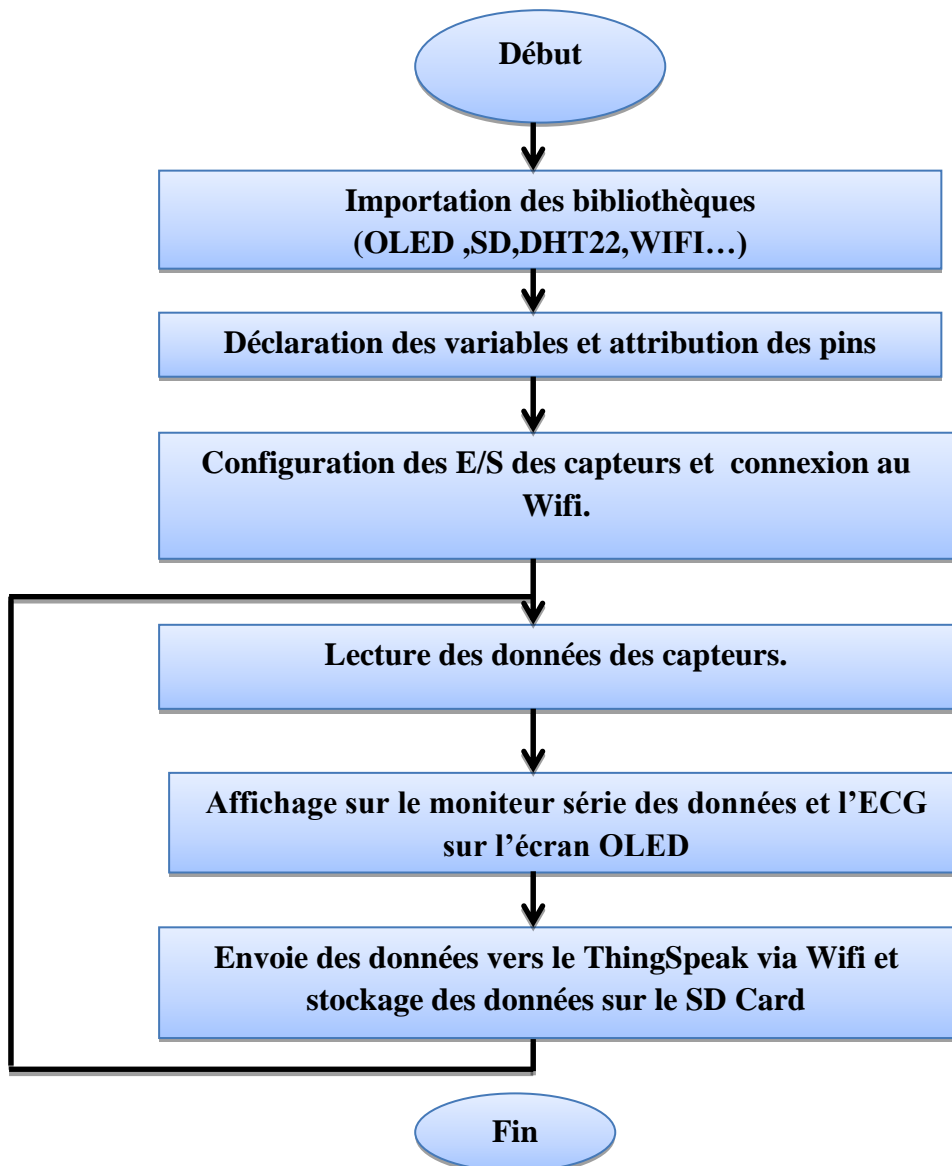 Début
Importation des bibliothèques
(OLED ,SD,DHT22,WIFI…)
Déclaration des variables et attribution des pins
Configuration des E/S des capteurs et  connexion au
Wifi.
Lecture des données des capteurs.
Affichage sur le moniteur série des données et l’ECG
sur l’écran OLED
Envoie des données vers le ThingSpeak via Wifi et
stockage des données sur le SD Card
Fin